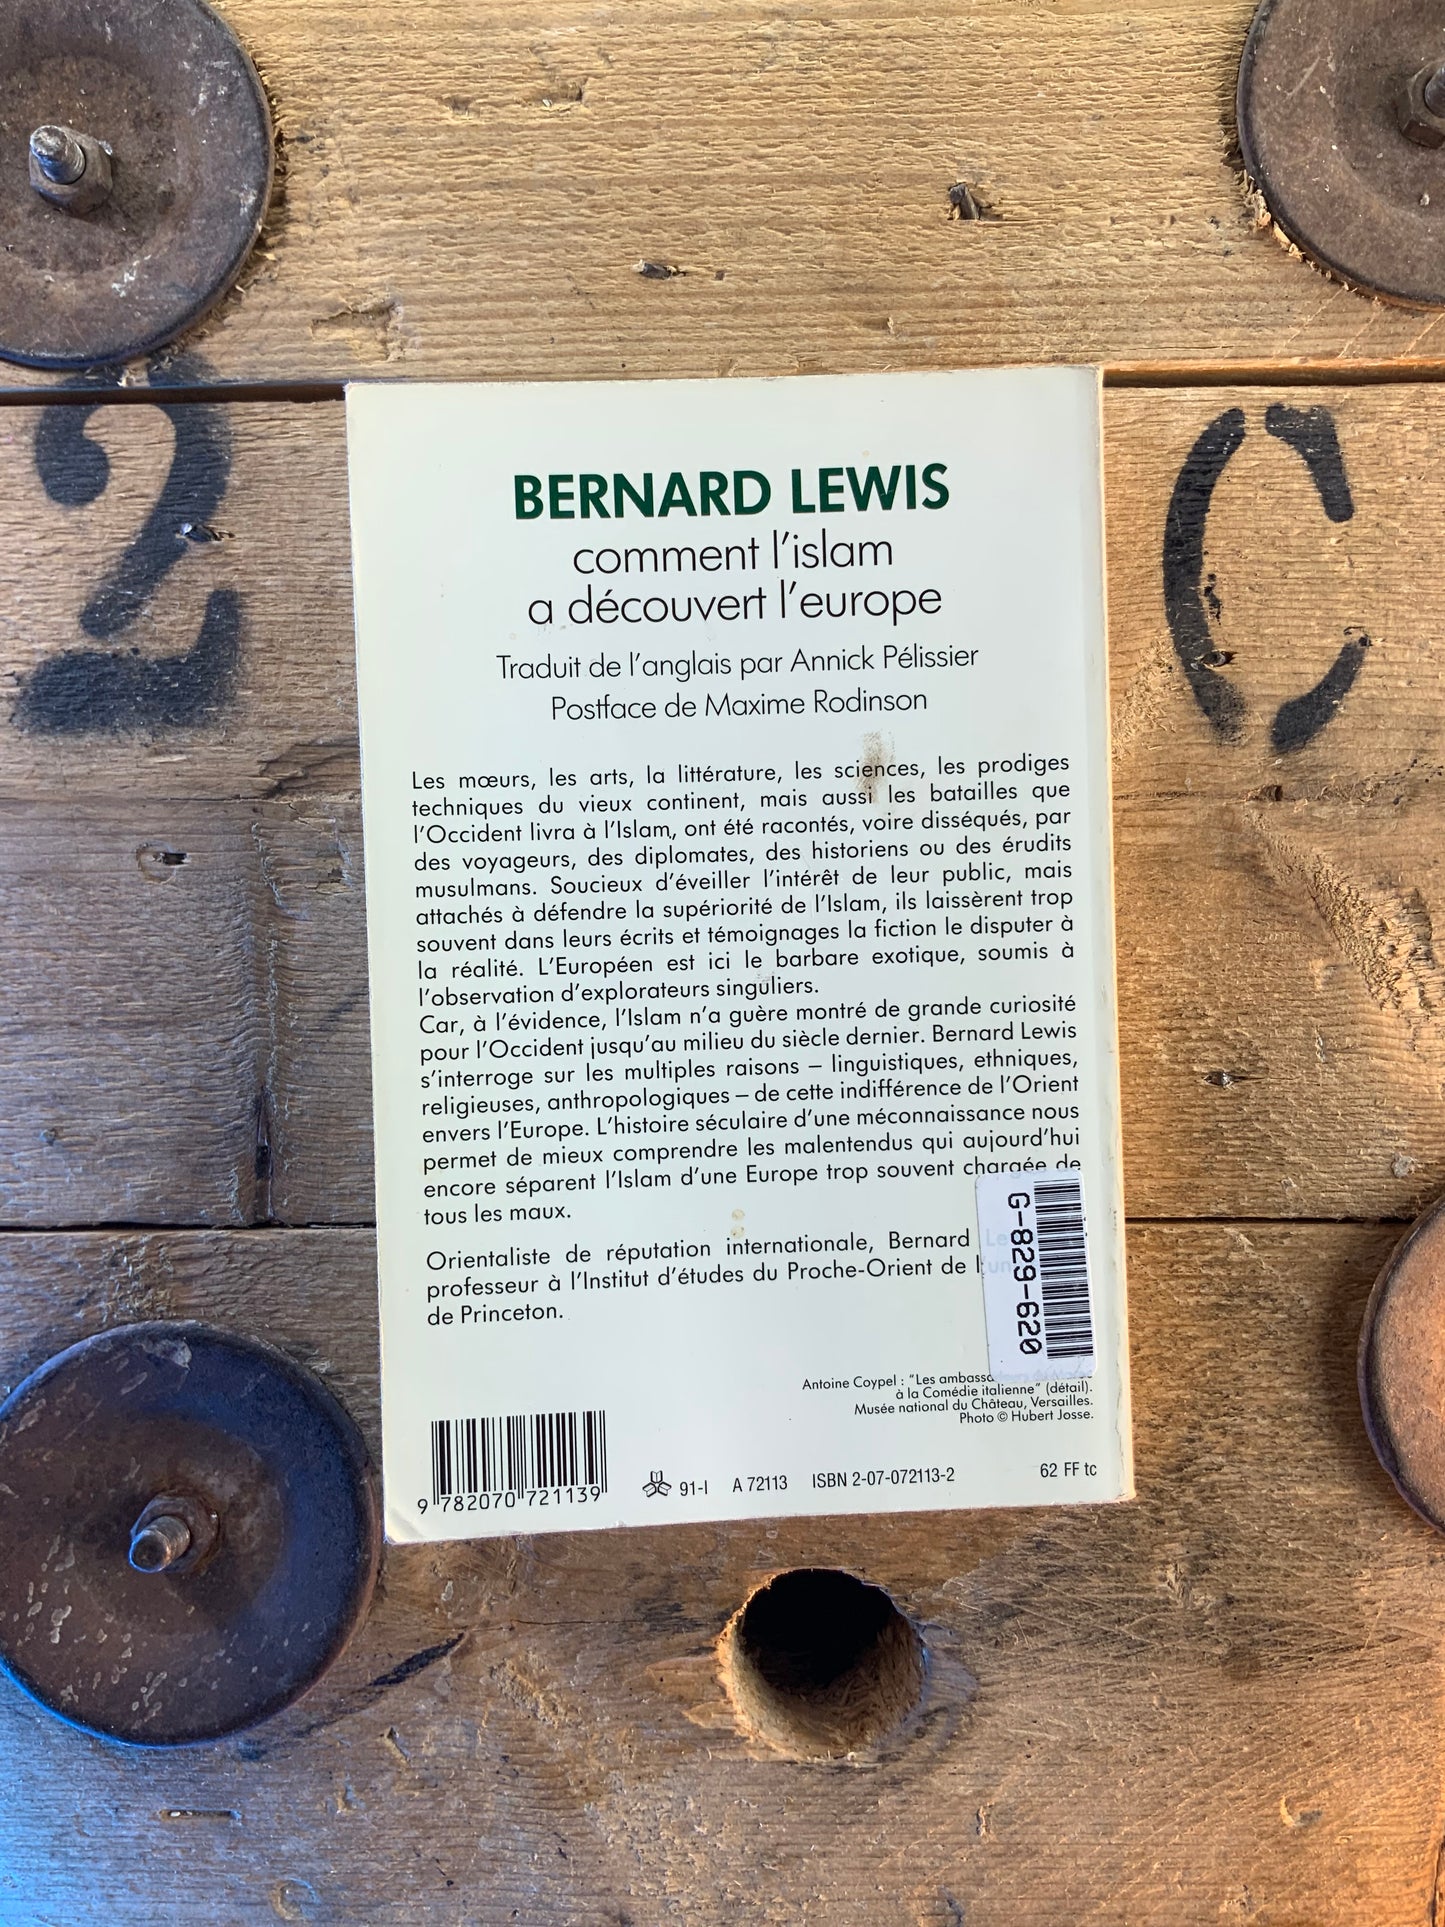 2
C
BERNARD LEWIS
comment l'islam
a découvert l'europe
Traduit de l'anglais par Annick Pélissier
Postface de Maxime Rodinson
Les mœurs, les arts, la littérature, les sciences, les prodiges
techniques du vieux continent, mais aussi les batailles que
l'Occident livra à l'Islam, ont été racontés, voire disséqués, par
des voyageurs, des diplomates, des historiens ou des érudits
musulmans. Soucieux d'éveiller l'intérêt de leur public, mais
attachés à défendre la supériorité de l'Islam, ils laissèrent trop
souvent dans leurs écrits et témoignages la fiction le disputer à
la réalité. L'Européen est ici le barbare exotique, soumis à
l'observation d'explorateurs singuliers.
Car, à l'évidence, l'Islam n'a guère montré de grande curiosité
pour l'Occident jusqu'au milieu du siècle dernier. Bernard Lewis
s'interroge sur les multiples raisons – linguistiques, ethniques,
religieuses, anthropologiques – de cette indifférence de l'Orient
envers l'Europe. L'histoire séculaire d'une méconnaissance nous
permet de mieux comprendre les malentendus qui aujourd'hui
encore séparent l'Islam d'une Europe trop souvent chargée de
tous les maux.
Orientaliste de réputation internationale, Bernard
professeur à l'Institut d'études du Proche-Orient de
de Princeton.
G-829-620
Antoine Coypel : "Les
à la Comédie italienne" (détail).
Musée national du Château, Versailles.
Photo © Hubert Josse.
9 782070 721139
91-I A 72113 ISBN 2-07-072113-2 62 FF tc